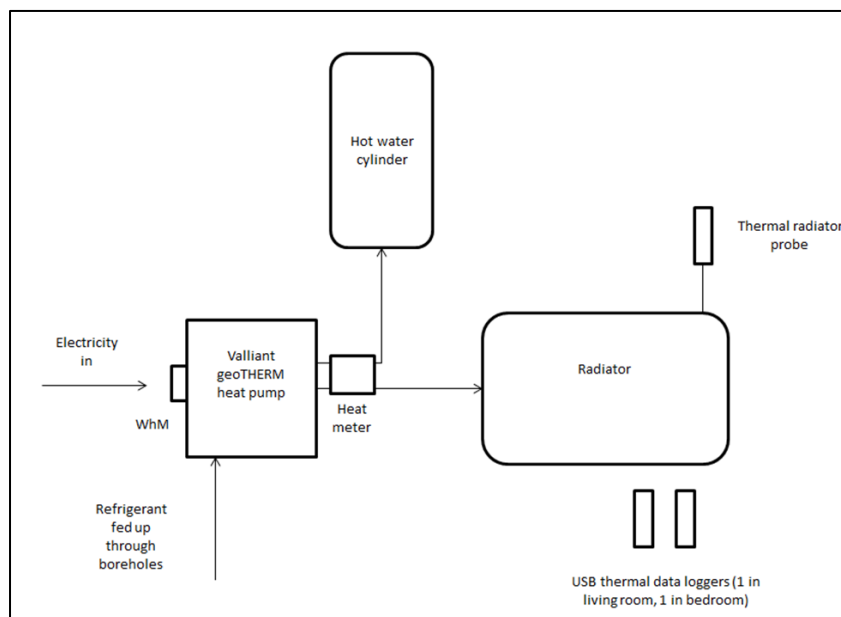 Hot water
cylinder
Thermal radiator
probe
Electricity
in
Valliant
geoTHERM
heat pump
Radiator
WhM
Heat
meter
Refrigerant
fed up
through
boreholes
USB thermal data loggers (1 in
living room, 1 in bedroom)